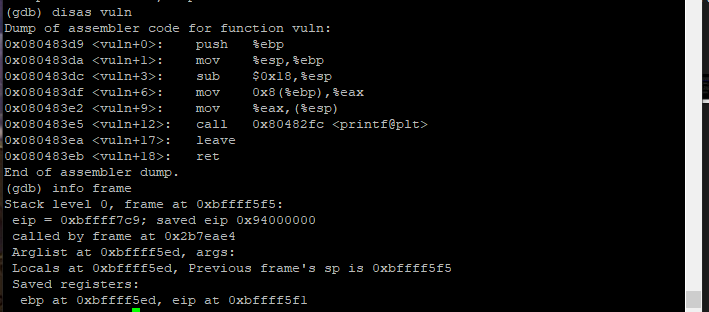 (gdb) disas vuln
Dump of assembler code for function vuln:
0x080483d9 <vuln+0>:    push   %ebp
0x080483da <vuln+1>:    mov    %esp,%ebp
0x080483dc <vuln+3>:    sub    $0x18,%esp
0x080483df <vuln+6>:    mov    0x8(%ebp),%eax
0x080483e2 <vuln+9>:    mov    %eax,(%esp)
0x080483e5 <vuln+12>:   call   0x80482fc <printf@plt>
0x080483ea <vuln+17>:   leave
0x080483eb <vuln+18>:   ret
End of assembler dump.
(gdb) info frame
Stack level 0, frame at 0xbffff5f5:
 eip = 0xbffff7c9; saved eip 0x94000000
 called by frame at 0x2b7eae4
 Arglist at 0xbffff5ed, args:
 Locals at 0xbffff5ed, Previous frame's sp is 0xbffff5f5
 Saved registers:
  ebp at 0xbffff5ed, eip at 0xbffff5f1